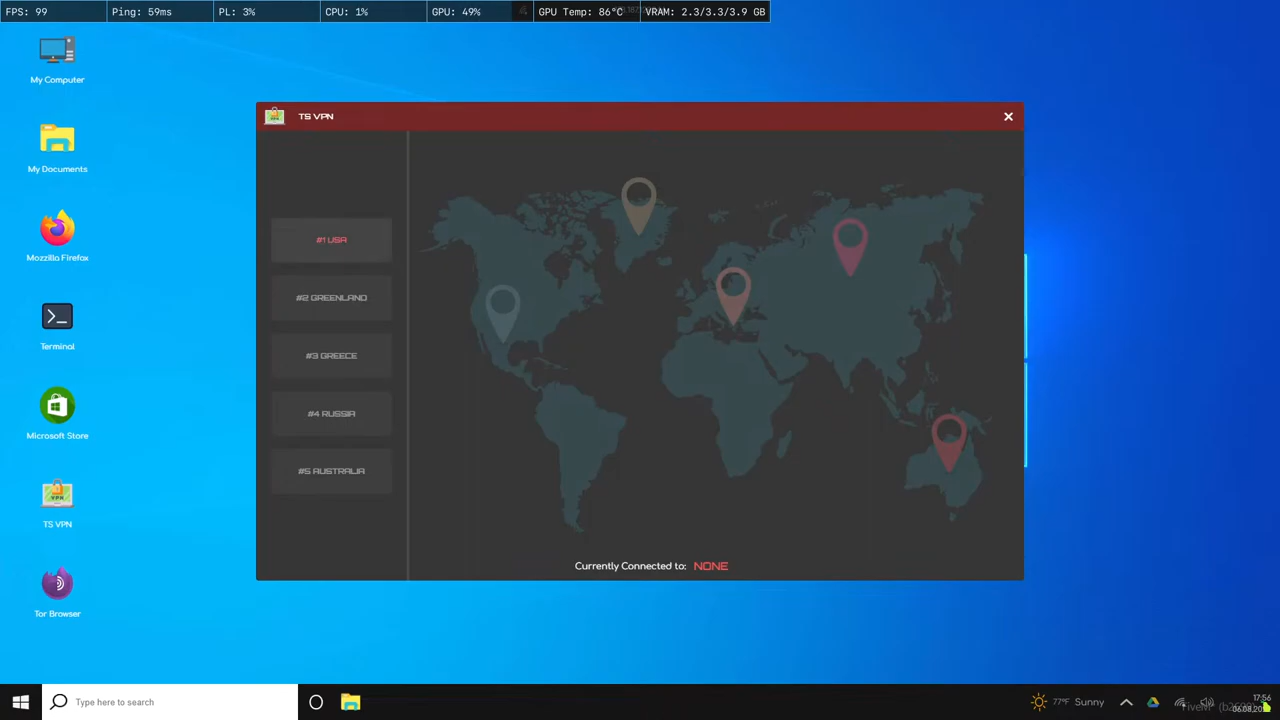 FPS: 99 Ping: 59ms PL: 3% CPU: 1% GPU: 49% GPU Temp: 86°C VRAM: 2.3/3.3/3.9 GB
My Computer
My Documents
Mozzillo Firefox
Terminal
Microsoft Store
TS VPN
VPN
Tor Browser
TS VPN
#1 USA
#2 GREENLAND
#3 GREECE
#4 RUSSIA
#5 AUSTRALIA
Currently Connected to: NONE
Type here to search
77°F Sunny
17:56